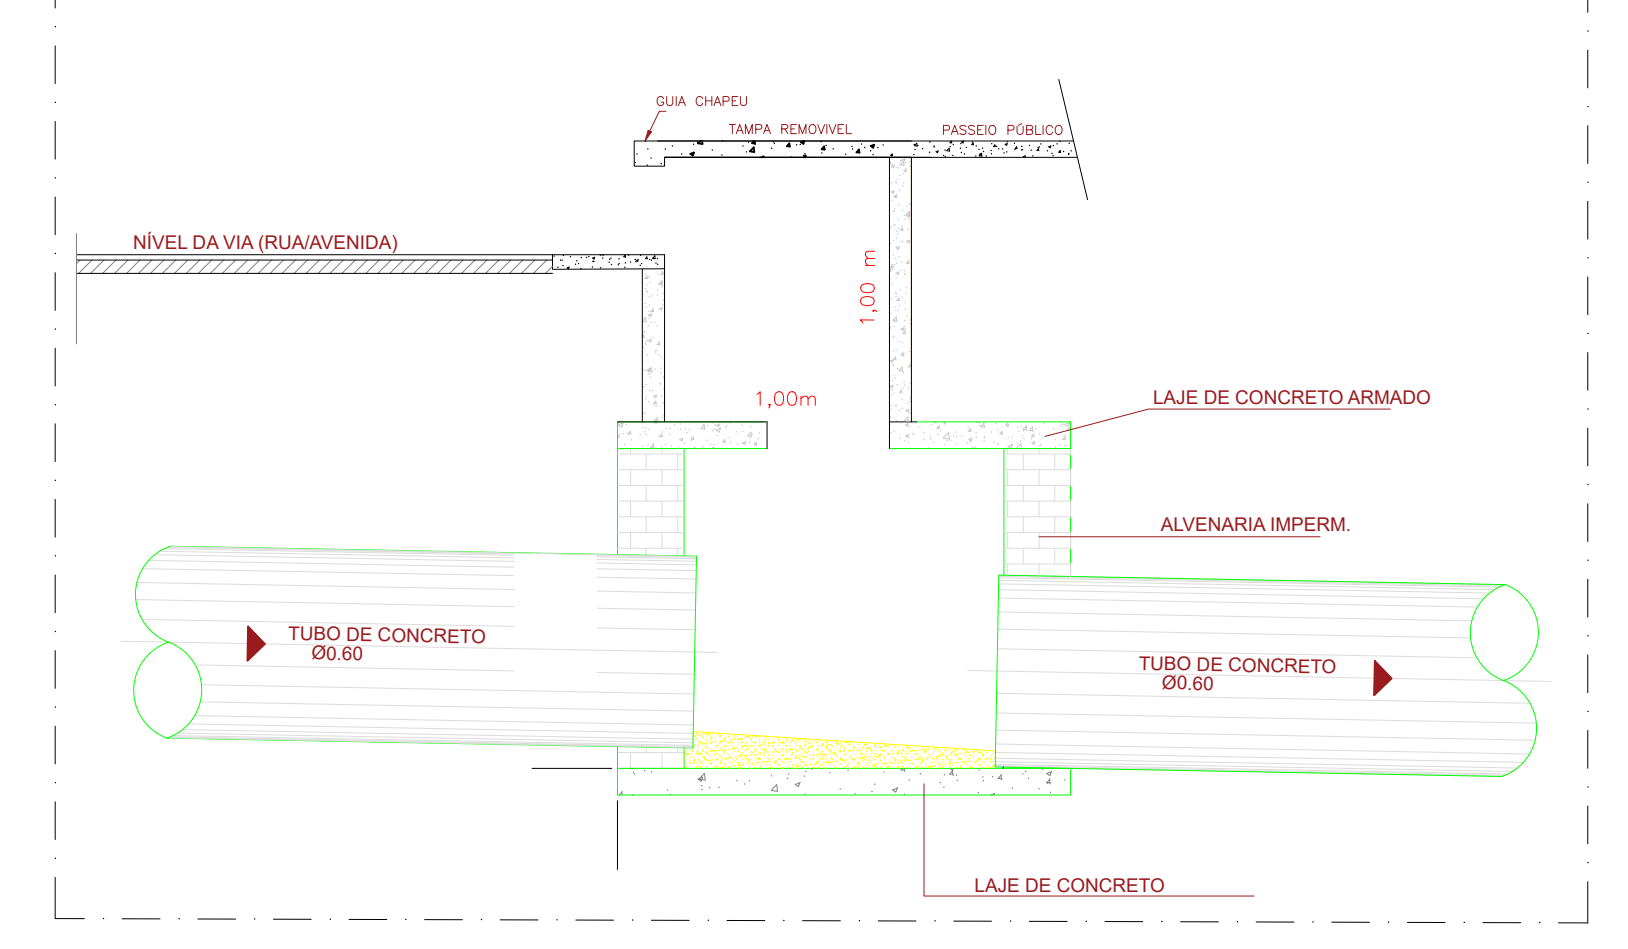 GUIA CHAPEU
TAMPA REMOVIVEL
PASSEIO PÚBLICO
NÍVEL DA VIA (RUA/AVENIDA)
1,00 m
1,00m
LAJE DE CONCRETO ARMADO
ALVENARIA IMPERM.
TUBO DE CONCRETO
Ø0.60
TUBO DE CONCRETO
Ø0.60
LAJE DE CONCRETO